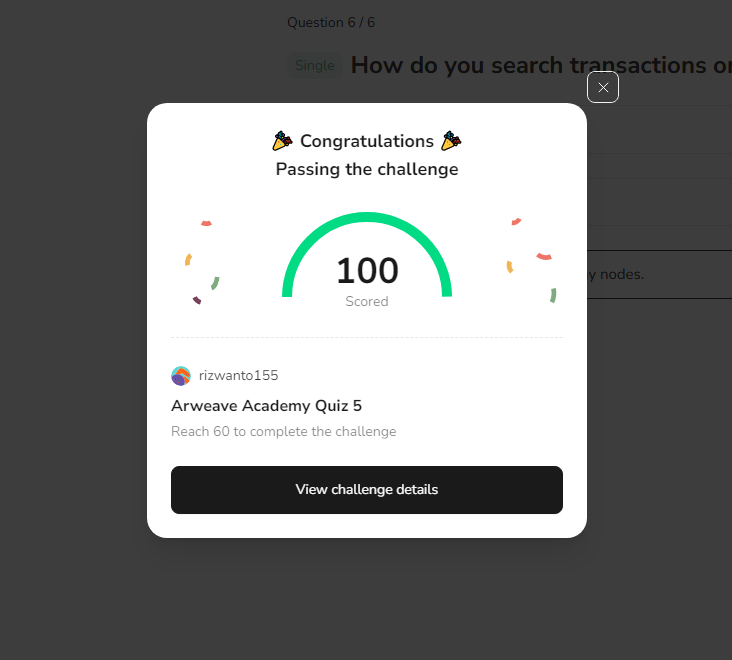 Question 6 / 6
Single How do you search transactions
Congratulations
Passing the challenge
100
Scored
nodes.
rizwanto155
Arweave Academy Quiz 5
Reach 60 to complete the challenge
View challenge details